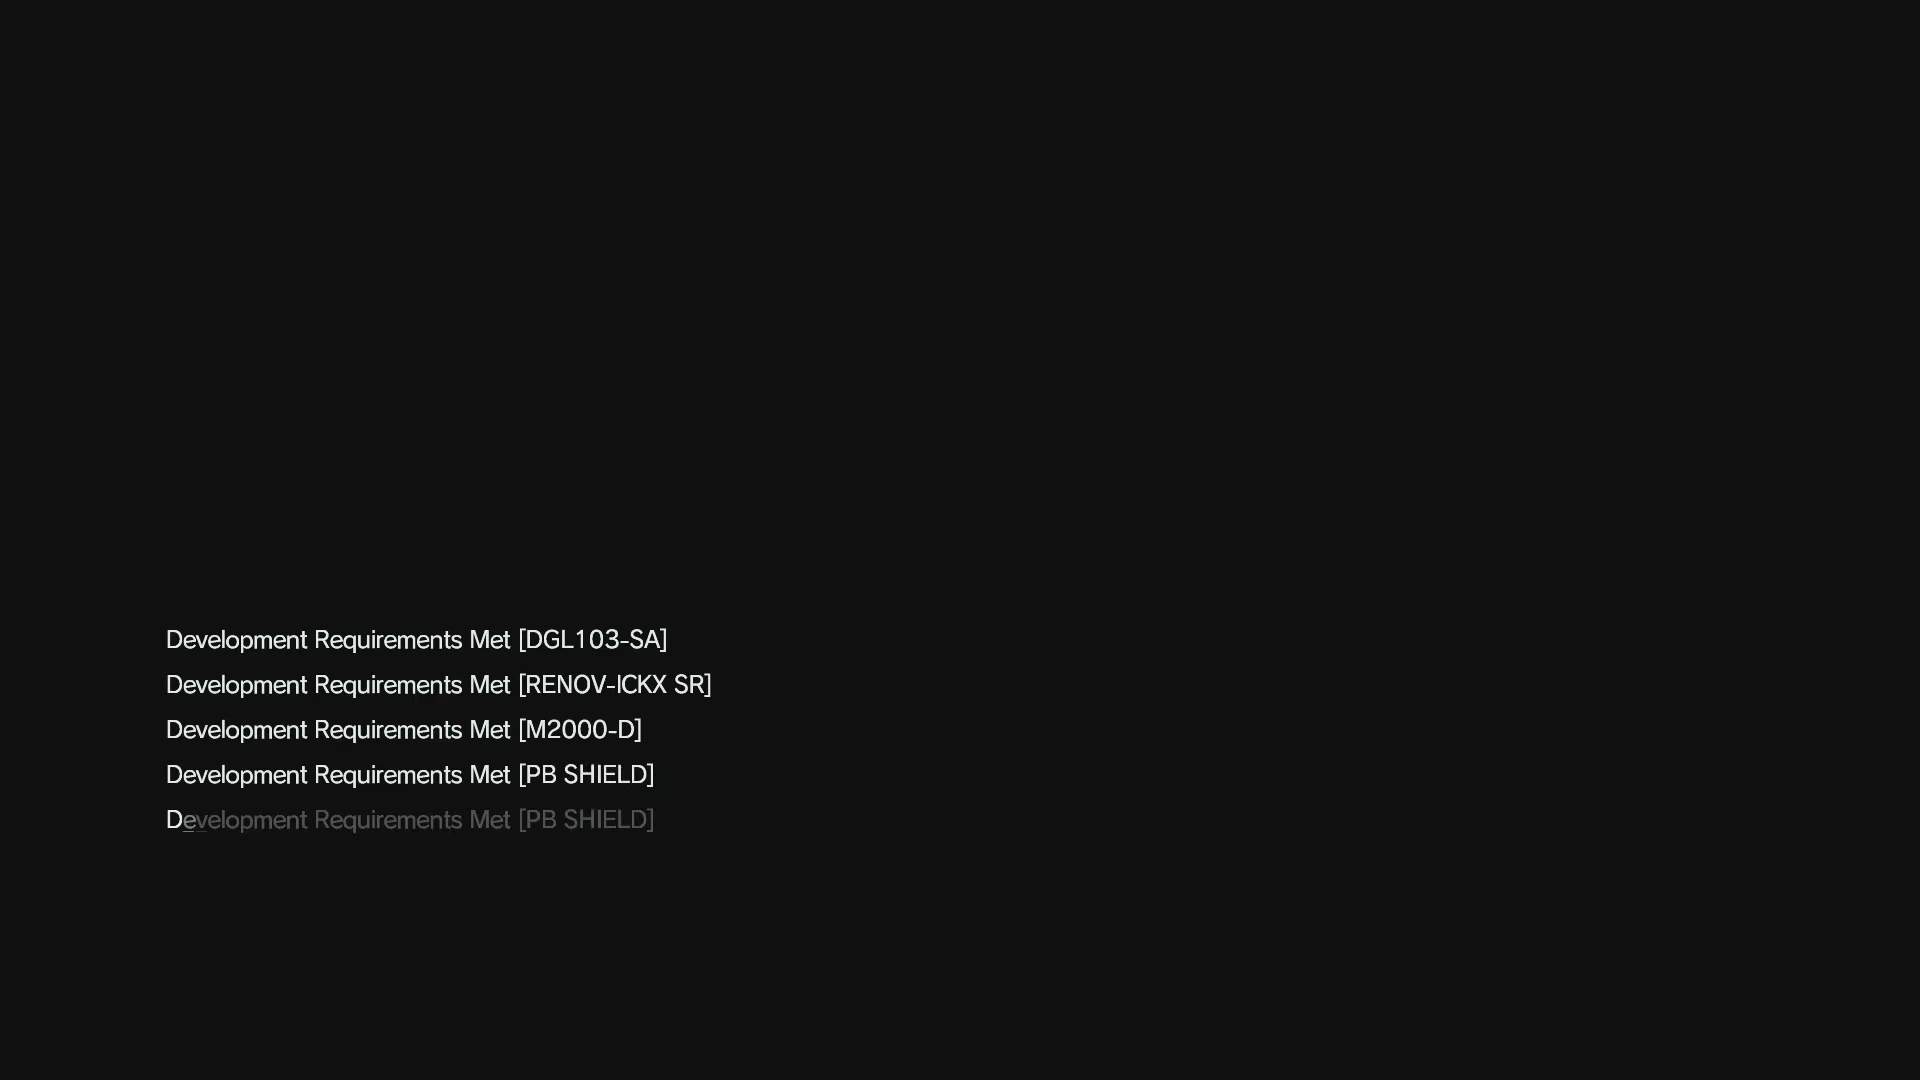 Development Requirements Met [DGL103-SA]
Development Requirements Met [RENOV-ICKX SR]
Development Requirements Met [M2000-D]
Development Requirements Met [PB SHIELD]
Development Requirements Met [PB SHIELD]